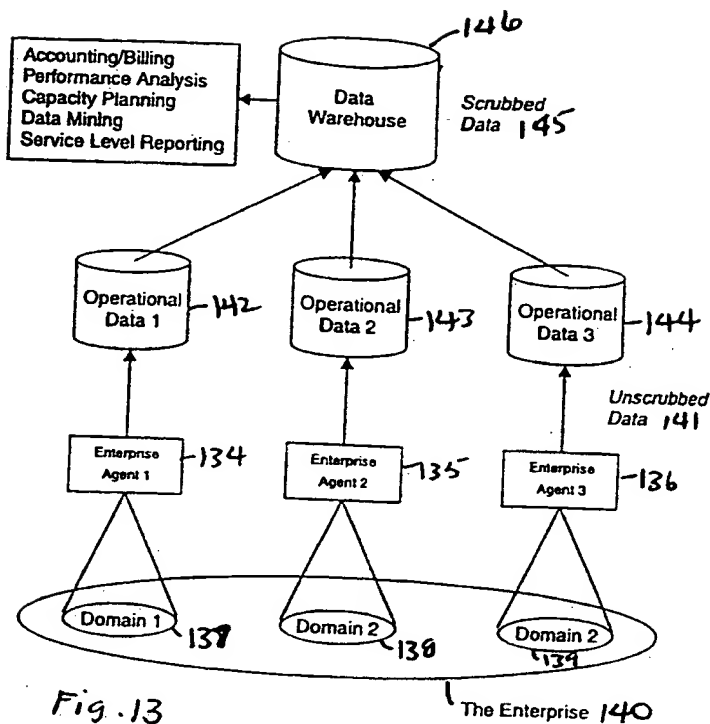 146
Accounting/Billing
Performance Analysis
Capacity Planning
Data Mining
Service Level Reporting
Data
Warehouse
Scrubbed
Data 145
Operational
Data 1
142
Operational
Data 2
143
Operational
Data 3
144
Unscrubbed
Data 141
Enterprise
Agent 1
134
Enterprise
Agent 2
135
Enterprise
Agent 3
136
Domain 1
Domain 2
138
Domain 2
139
Fig. 13
The Enterprise 140